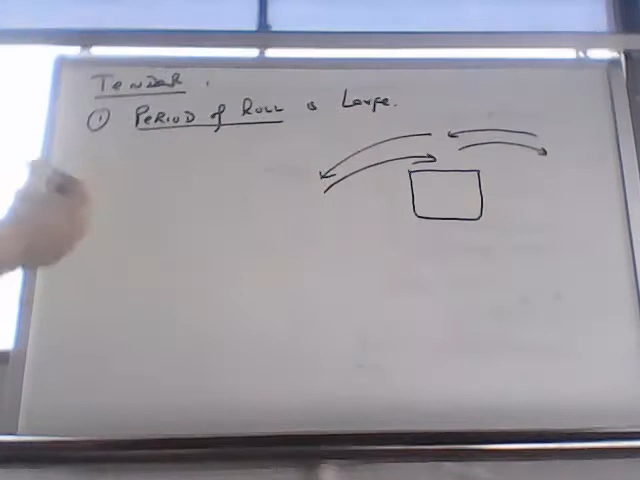 TENDER.
① PERIOD of ROLL is Large.